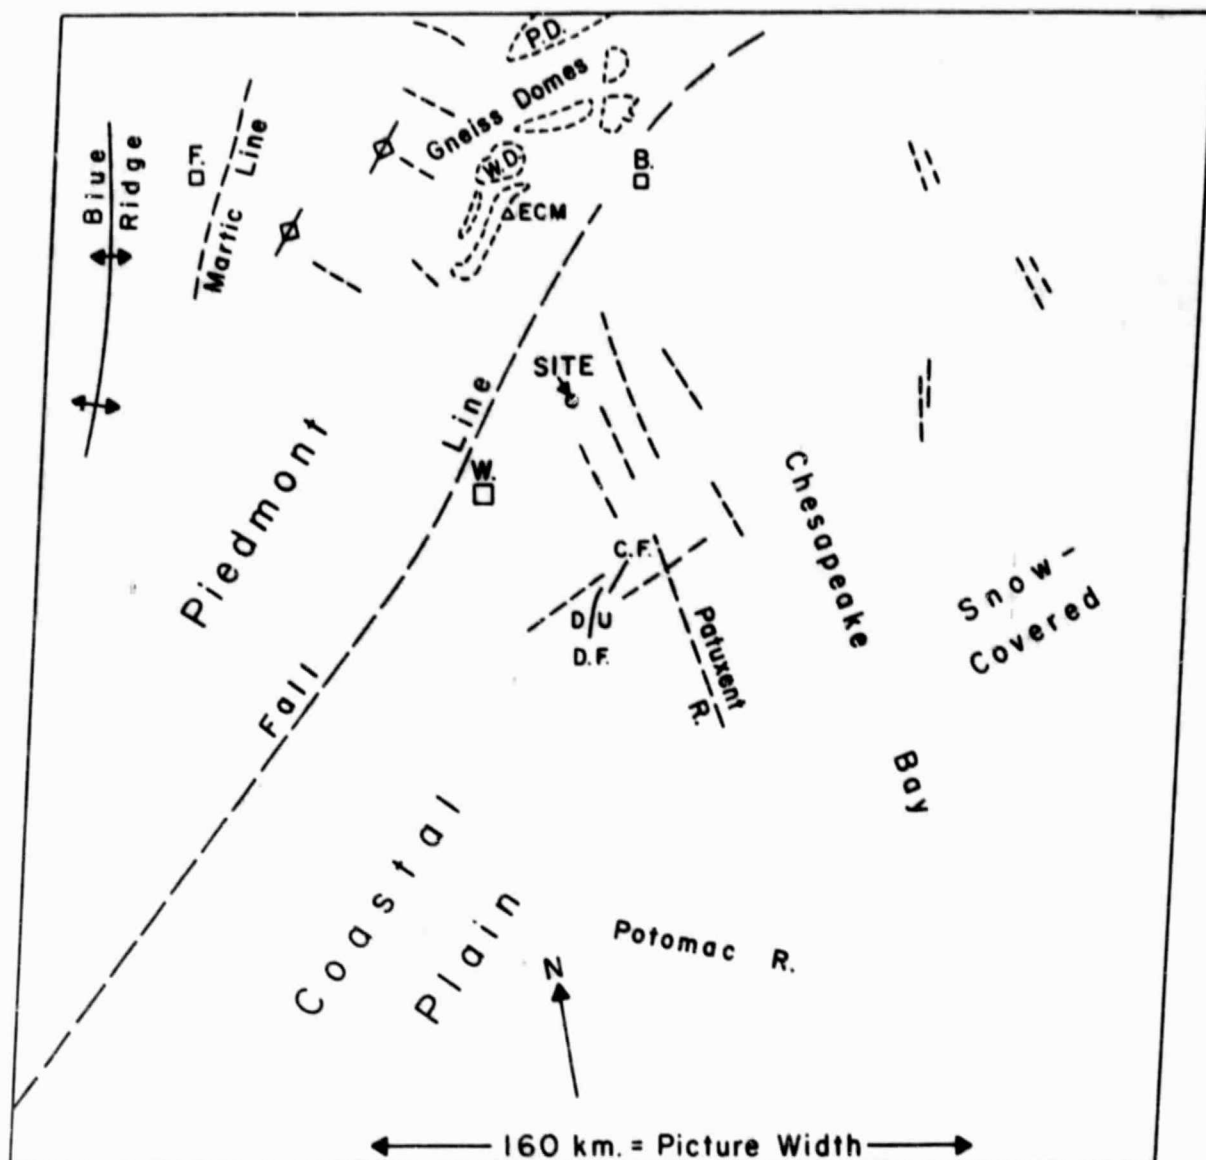 P.D.
Gneiss Domes
W.D.
ECM
B.
F.
Blue
Ridge
Martic Line
SITE
Fall Line
W.
Piedmont
C.F.
D U
D.F.
Patuxent
R.
Chesapeake
Bay
Snow-
Covered
Coastal
Plain
Potomac R.
N
160 km. = Picture Width